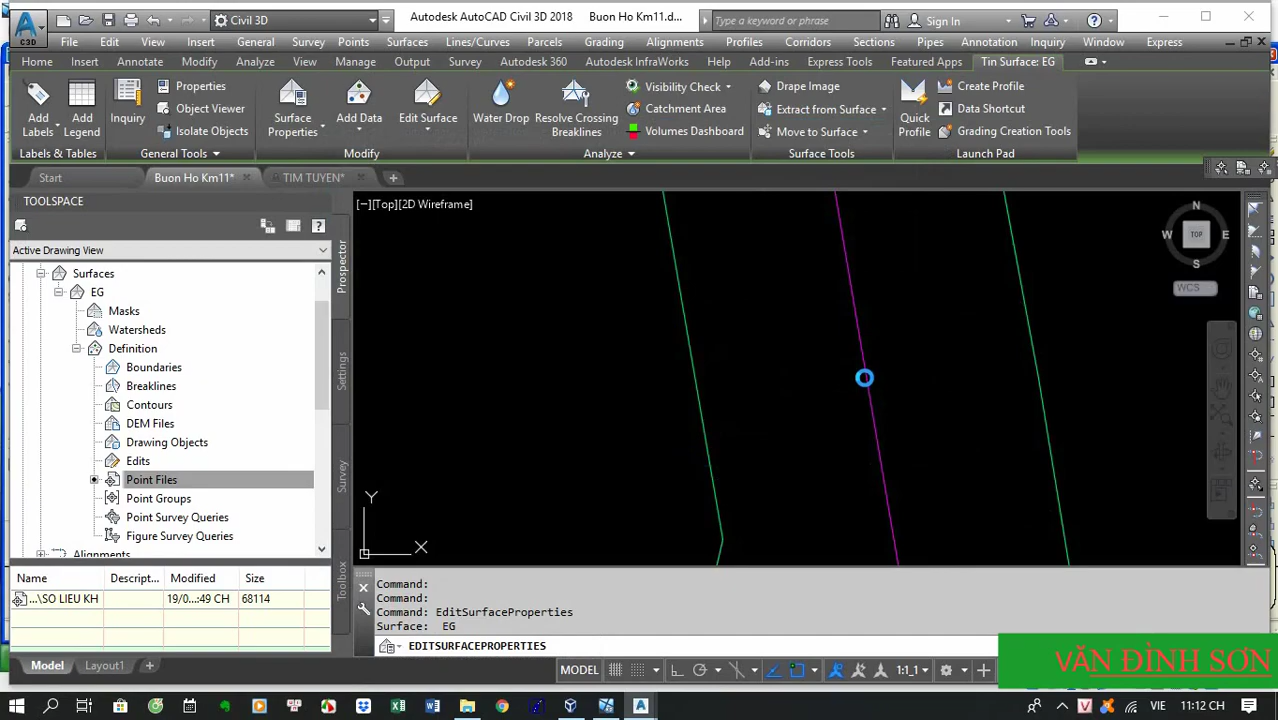 C3D
Civil 3D
Autodesk AutoCAD Civil 3D 2018
Buon Ho Km11.d...
Type a keyword or phrase
Sign In
File Edit View Insert General Survey Points Surfaces Lines/Curves Parcels Grading Alignments Profiles Corridors Sections Pipes Annotation Inquiry Window Express
Home Insert Annotate Modify Analyze View Manage Output Survey Autodesk 360 Autodesk InfraWorks Help Add-ins Express Tools Featured Apps Tin Surface: EG
Add Labels
Add Legend
Labels & Tables
Inquiry
Properties
Object Viewer
Isolate Objects
General Tools
Surface Properties
Add Data
Edit Surface
Modify
Water Drop
Resolve Crossing Breaklines
Visibility Check
Catchment Area
Volumes Dashboard
Analyze
Drape Image
Extract from Surface
Move to Surface
Surface Tools
Quick Profile
Create Profile
Data Shortcut
Grading Creation Tools
Launch Pad
Start
Buon Ho Km11*
TIM TUYEN*
TOOLSPACE
Active Drawing View
Surfaces
EG
Masks
Watersheds
Definition
Boundaries
Breaklines
Contours
DEM Files
Drawing Objects
Edits
Point Files
Point Groups
Point Survey Queries
Figure Survey Queries
Alignments
Prospector
Settings
Survey
Toolbox
Name Descript... Modified Size
...\SO LIEU KH 19/0...:49 CH 68114
[−][Top][2D Wireframe]
N
W TOP E
S
WCS
Y
X
Command:
Command:
Command: EditSurfaceProperties
Surface: EG
EDITSURFACEPROPERTIES
Model Layout1
MODEL
1:1_1
VĂN ĐÌNH SƠN
VIE 11:12 CH